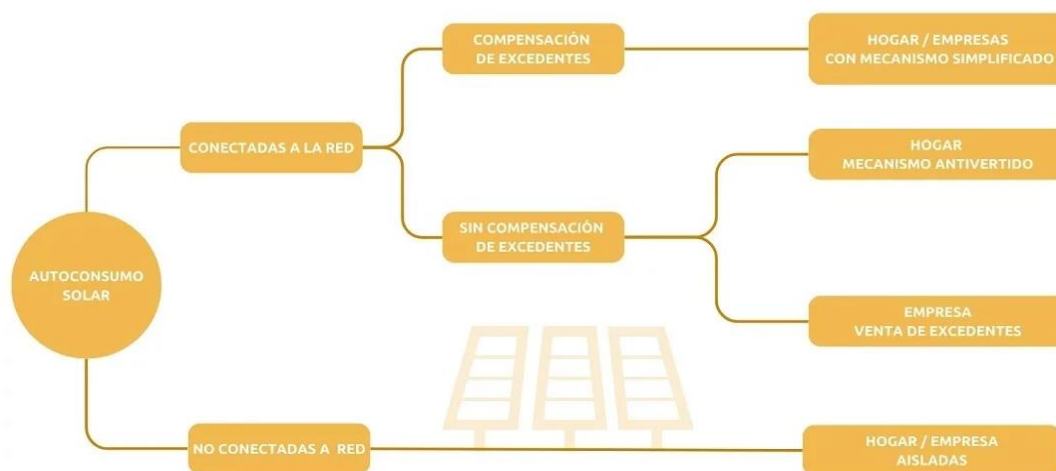 COMPENSACIÓN
DE EXCEDENTES
HOGAR / EMPRESAS
CON MECANISMO SIMPLIFICADO
CONECTADAS A LA RED
HOGAR
MECANISMO ANTIVERTIDO
SIN COMPENSACIÓN
DE EXCEDENTES
AUTOCONSUMO
SOLAR
EMPRESA
VENTA DE EXCEDENTES
NO CONECTADAS A RED
HOGAR / EMPRESA
AISLADAS